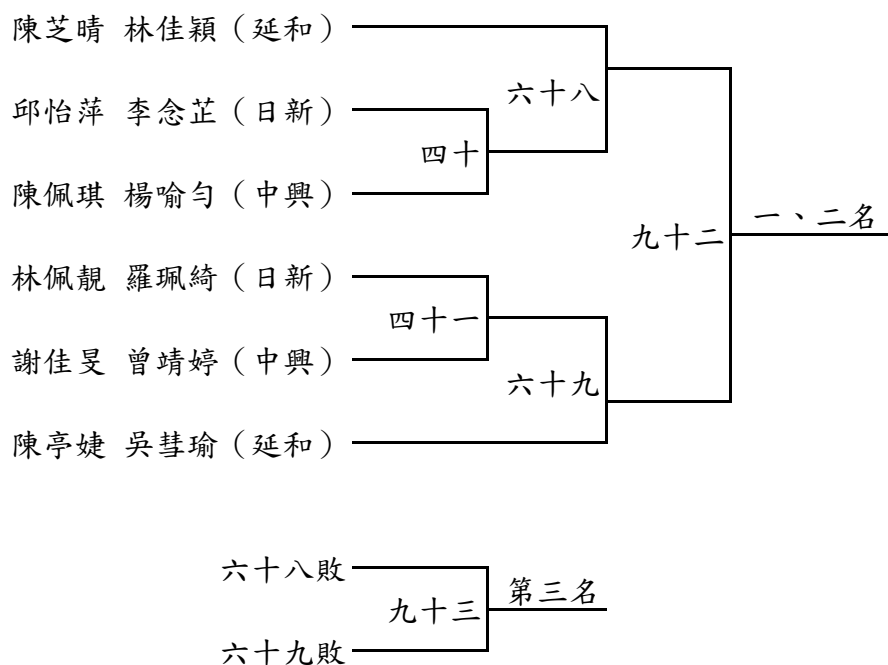 陳芝晴 林佳穎（延和）
六十八
邱怡萍 李念芷（日新）
四十
陳佩琪 楊喻勻（中興）
一、二名
九十二
林佩靚 羅珮綺（日新）
四十一
謝佳旻 曾靖婷（中興）
六十九
陳亭婕 吳彗瑜（延和）
六十八敗
第三名
九十三
六十九敗